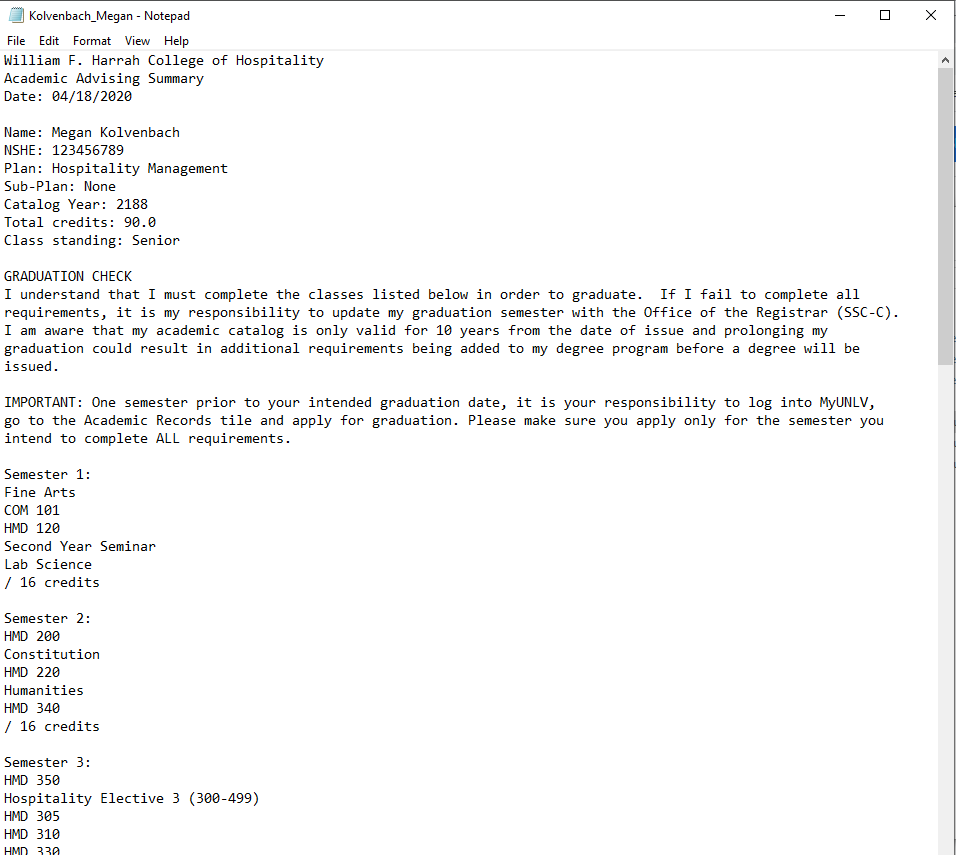 Kolvenbach_Megan - Notepad
File Edit Format View Help
William F. Harrah College of Hospitality
Academic Advising Summary
Date: 04/18/2020
Name: Megan Kolvenbach
NSHE: 123456789
Plan: Hospitality Management
Sub-Plan: None
Catalog Year: 2188
Total credits: 90.0
Class standing: Senior
GRADUATION CHECK
I understand that I must complete the classes listed below in order to graduate.  If I fail to complete all
requirements, it is my responsibility to update my graduation semester with the Office of the Registrar (SSC-C).
I am aware that my academic catalog is only valid for 10 years from the date of issue and prolonging my
graduation could result in additional requirements being added to my degree program before a degree will be
issued.
IMPORTANT: One semester prior to your intended graduation date, it is your responsibility to log into MyUNLV,
go to the Academic Records tile and apply for graduation. Please make sure you apply only for the semester you
intend to complete ALL requirements.
Semester 1:
Fine Arts
COM 101
HMD 120
Second Year Seminar
Lab Science
/ 16 credits
Semester 2:
HMD 200
Constitution
HMD 220
Humanities
HMD 340
/ 16 credits
Semester 3:
HMD 350
Hospitality Elective 3 (300-499)
HMD 305
HMD 310
HMD 330